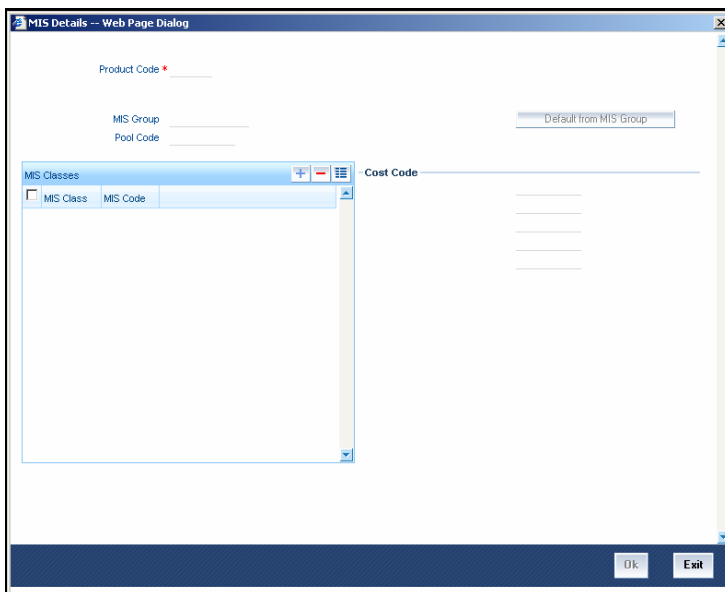 MIS Details -- Web Page Dialog
Product Code *
MIS Group
Default from MIS Group
Pool Code
MIS Classes
Cost Code
MIS Class MIS Code
Ok Exit